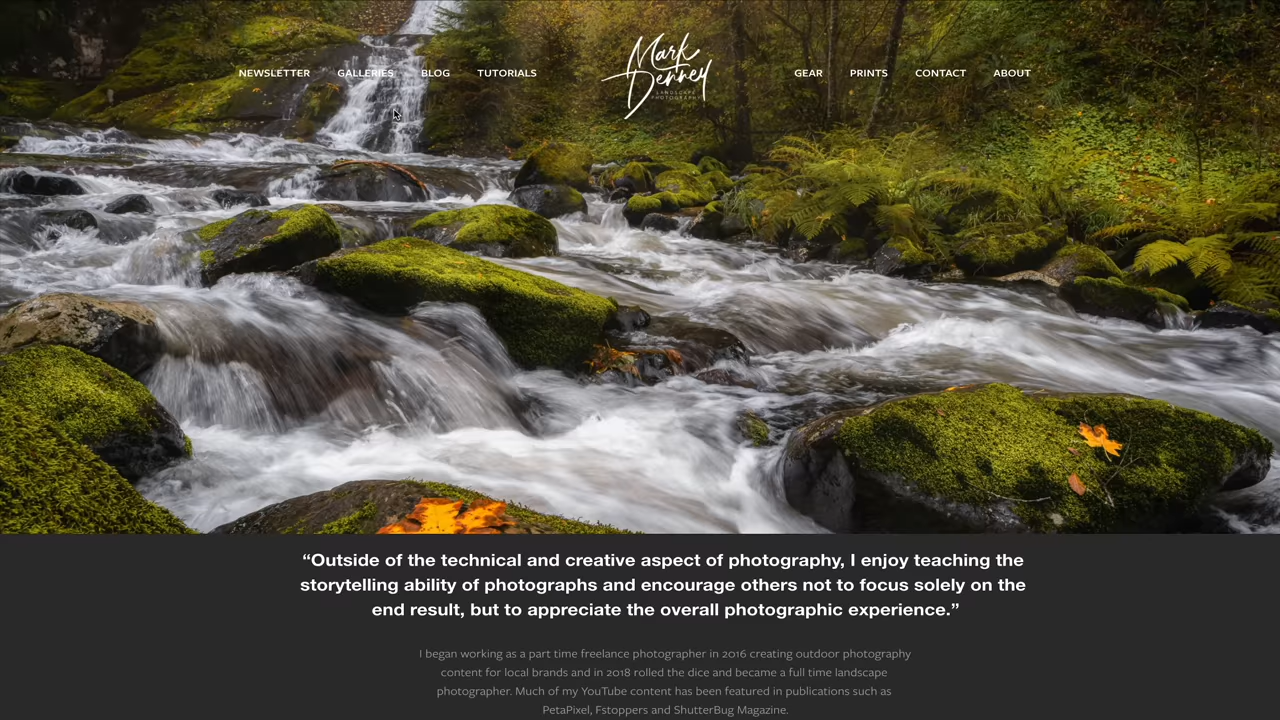 NEWSLETTER GALLERIES BLOG TUTORIALS Mark Denney LANDSCAPE PHOTOGRAPHY GEAR PRINTS CONTACT ABOUT
“Outside of the technical and creative aspect of photography, I enjoy teaching the
storytelling ability of photographs and encourage others not to focus solely on the
end result, but to appreciate the overall photographic experience.”
I began working as a part time freelance photographer in 2016 creating outdoor photography
content for local brands and in 2018 rolled the dice and became a full time landscape
photographer. Much of my YouTube content has been featured in publications such as
PetaPixel, Fstoppers and ShutterBug Magazine.